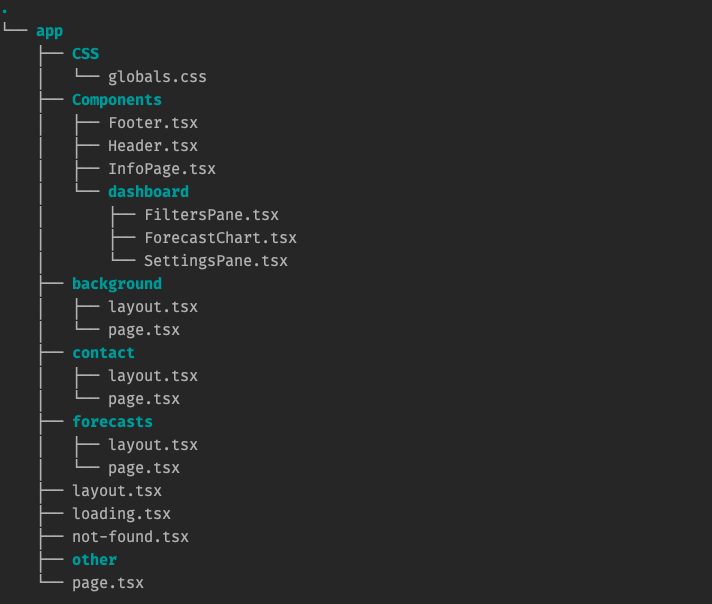 .
└── app
    ├── CSS
    │   └── globals.css
    ├── Components
    │   ├── Footer.tsx
    │   ├── Header.tsx
    │   ├── InfoPage.tsx
    │   └── dashboard
    │       ├── FiltersPane.tsx
    │       ├── ForecastChart.tsx
    │       └── SettingsPane.tsx
    ├── background
    │   ├── layout.tsx
    │   └── page.tsx
    ├── contact
    │   ├── layout.tsx
    │   └── page.tsx
    ├── forecasts
    │   ├── layout.tsx
    │   └── page.tsx
    ├── layout.tsx
    ├── loading.tsx
    ├── not-found.tsx
    ├── other
    └── page.tsx